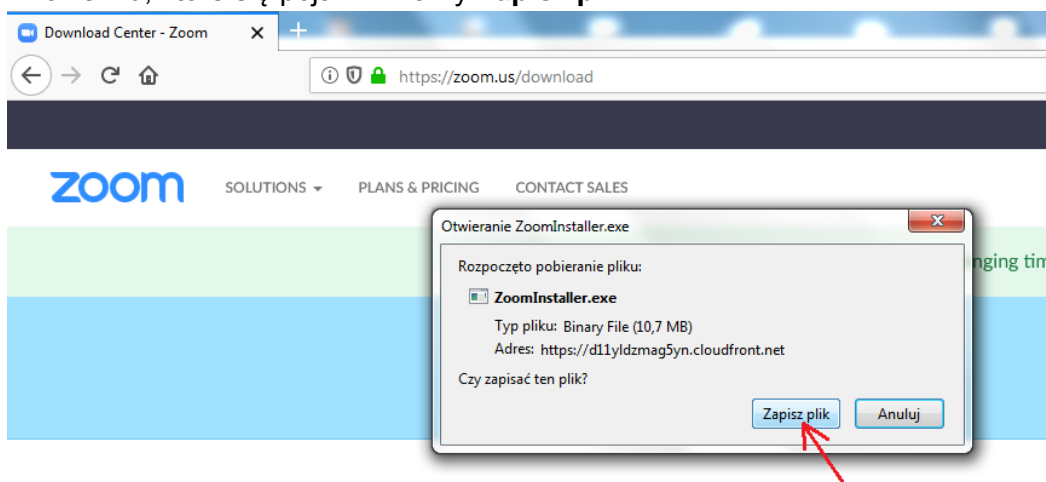 Download Center - Zoom
https://zoom.us/download
zoom SOLUTIONS PLANS & PRICING CONTACT SALES
Otwieranie ZoomInstaller.exe
nging tim
Rozpoczęto pobieranie pliku:
ZoomInstaller.exe
Typ pliku: Binary File (10,7 MB)
Adres: https://d11yldzmag5yn.cloudfront.net
Czy zapisać ten plik?
Zapisz plik Anuluj